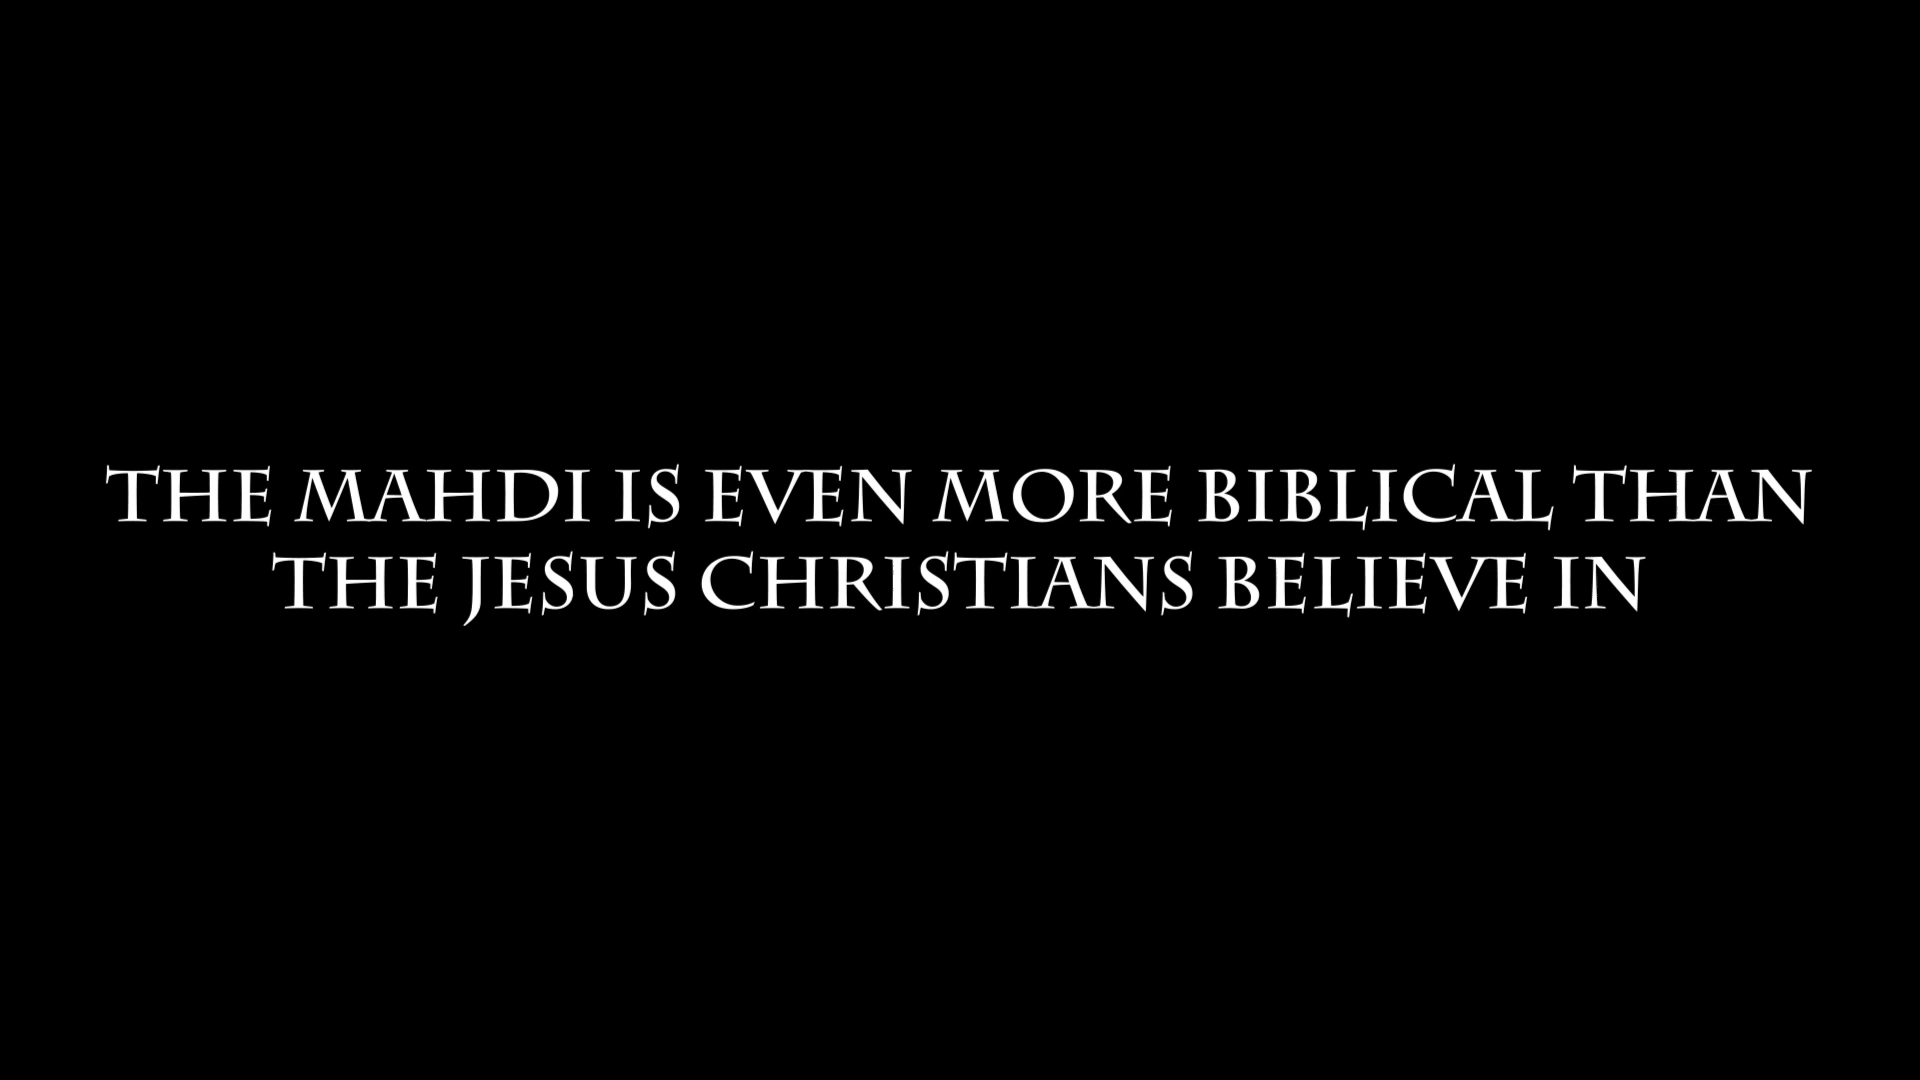 THE MAHDI IS EVEN MORE BIBLICAL THAN
THE JESUS CHRISTIANS BELIEVE IN